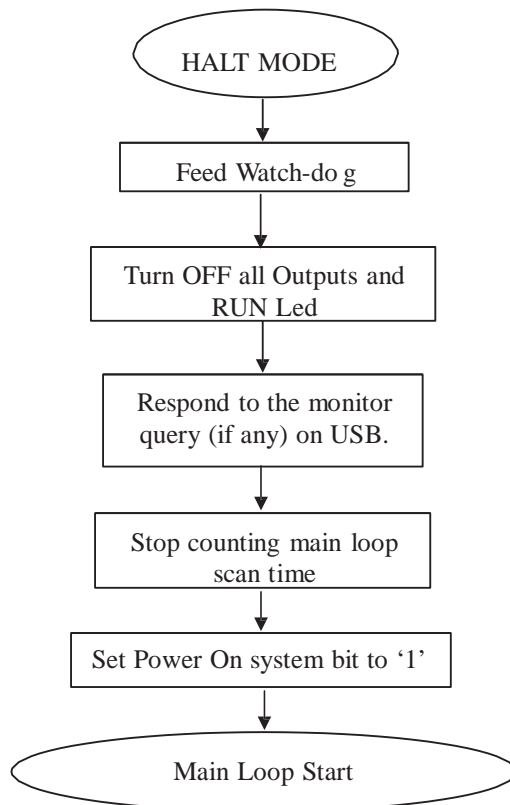 HALT MODE
Feed Watch-do g
Turn OFF all Outputs and
RUN Led
Respond to the monitor
query (if any) on USB.
Stop counting main loop
scan time
Set Power On system bit to ‘1’
Main Loop Start